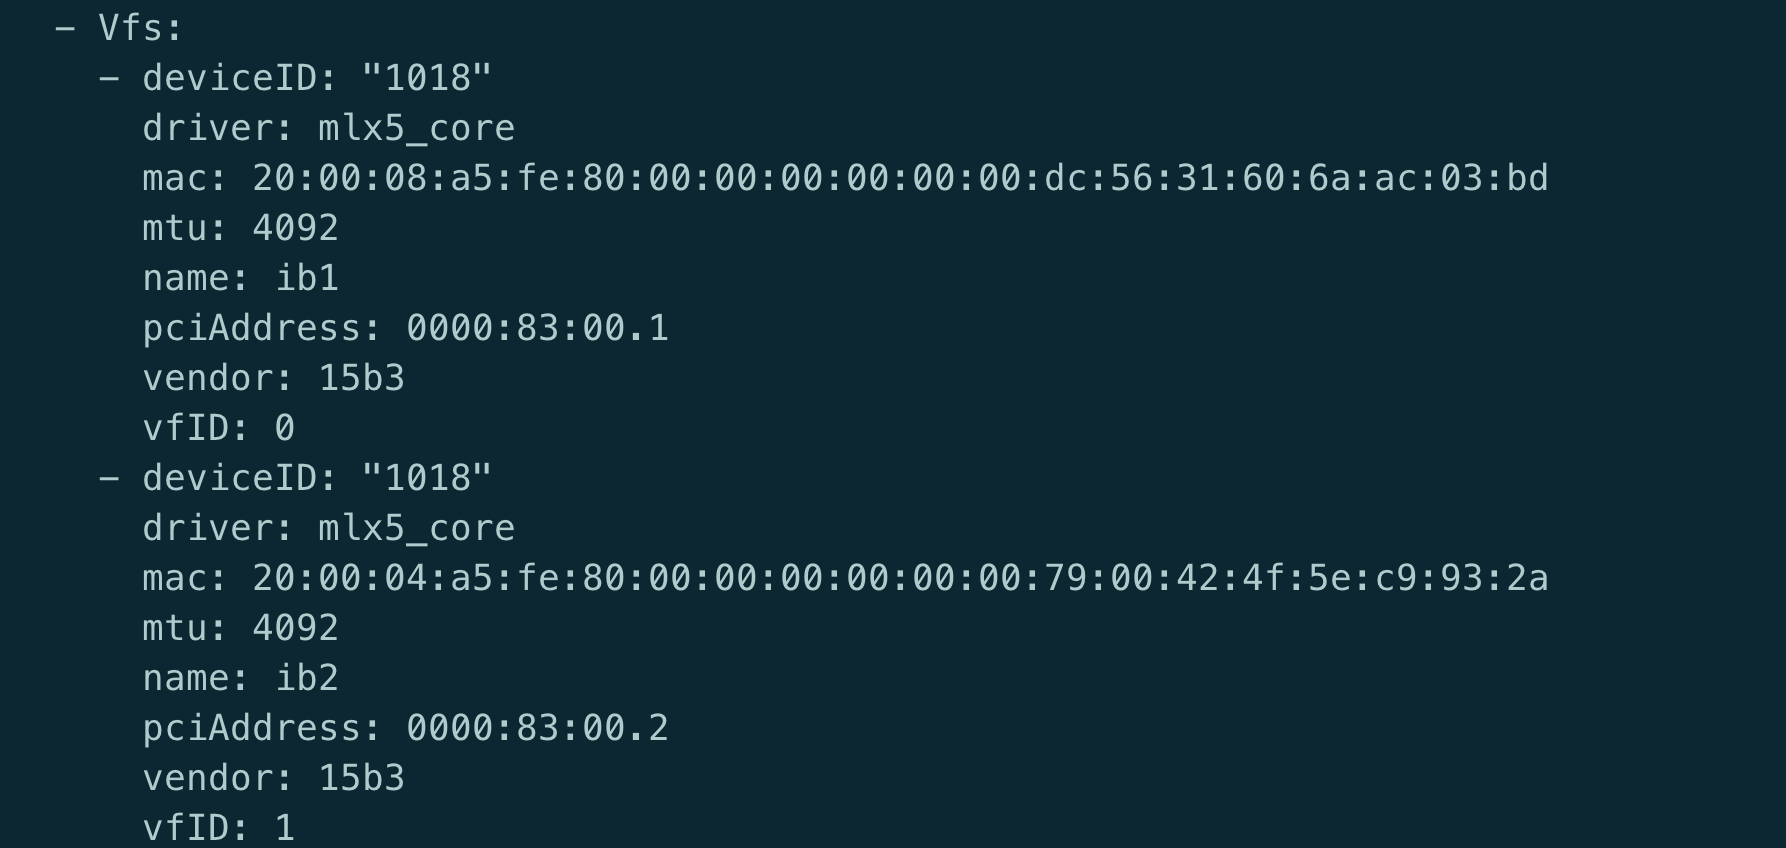 - Vfs:
- deviceID: "1018"
driver: mlx5_core
mac: 20:00:08:a5:fe:80:00:00:00:00:00:00:dc:56:31:60:6a:ac:03:bd
mtu: 4092
name: ib1
pciAddress: 0000:83:00.1
vendor: 15b3
vfID: 0
- deviceID: "1018"
driver: mlx5_core
mac: 20:00:04:a5:fe:80:00:00:00:00:00:00:79:00:42:4f:5e:c9:93:2a
mtu: 4092
name: ib2
pciAddress: 0000:83:00.2
vendor: 15b3
vfID: 1